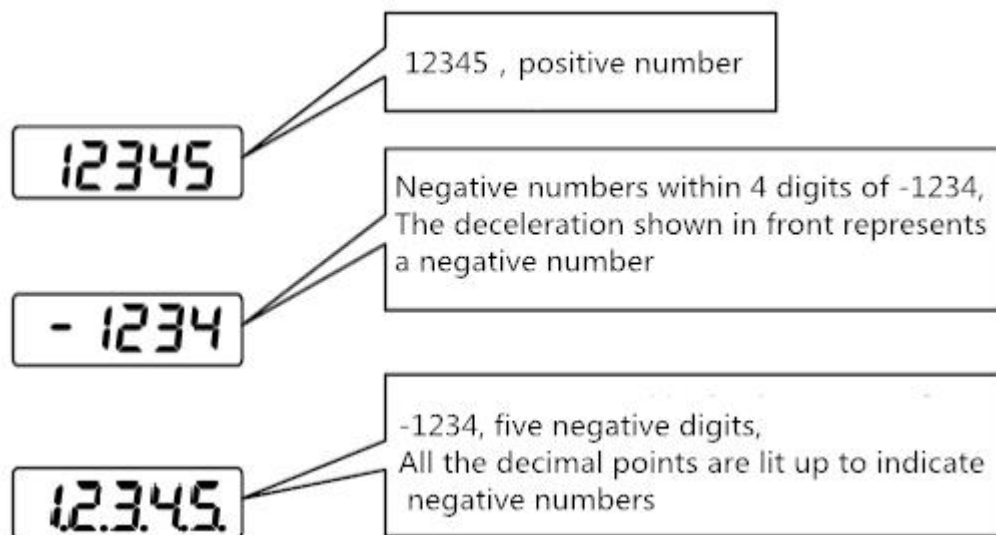 12345 , positive number
12345
Negative numbers within 4 digits of -1234,
The deceleration shown in front represents
a negative number
- 1234
-1234, five negative digits,
All the decimal points are lit up to indicate
negative numbers
1.2.3.4.5.